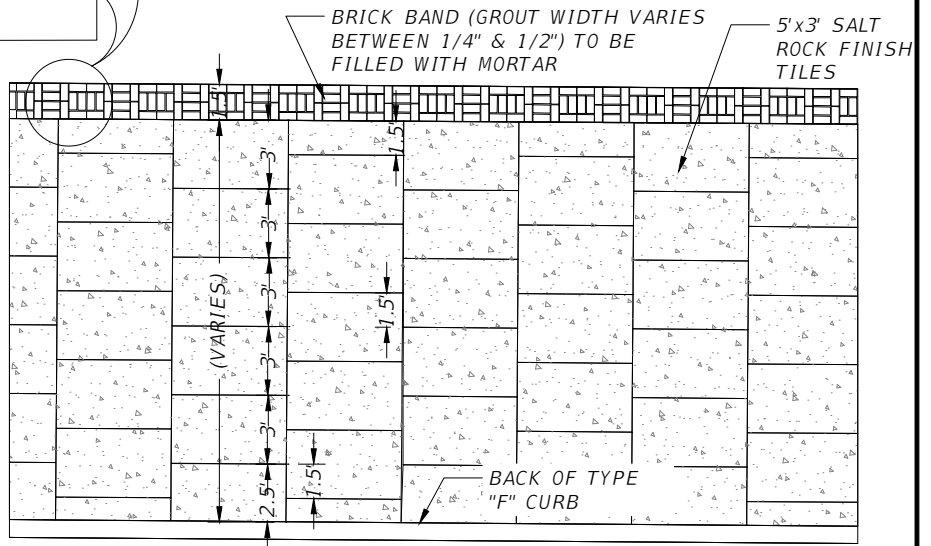 BRICK BAND (GROUT WIDTH VARIES
BETWEEN 1/4" & 1/2") TO BE
FILLED WITH MORTAR
5'x3' SALT
ROCK FINISH
TILES
1.5'
1.5'
3'
3'
3'
3'
3'
2.5'
(VARIES)
1.5'
1.5'
BACK OF TYPE
"F" CURB